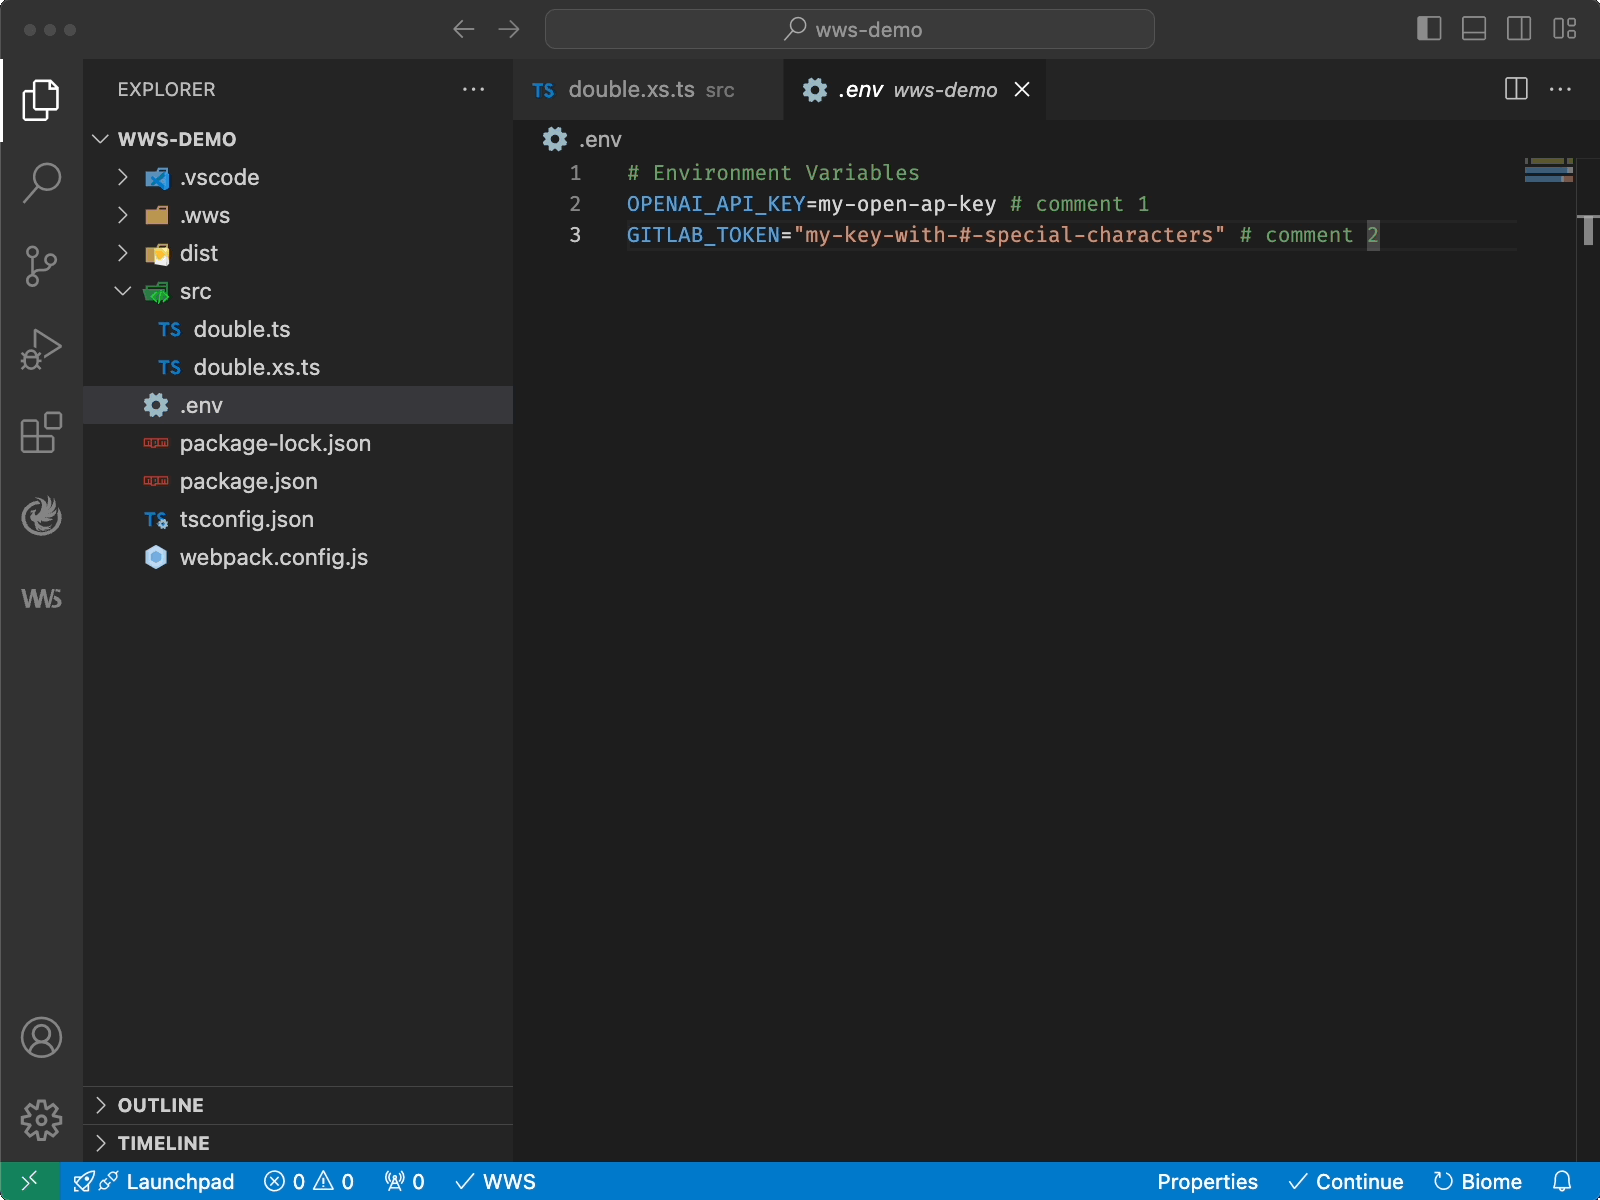 wws-demo
EXPLORER
WWS-DEMO
.vscode
.wws
dist
src
TS double.ts
TS double.xs.ts
.env
package-lock.json
package.json
TS tsconfig.json
webpack.config.js
WWS
OUTLINE
TIMELINE
TS double.xs.ts src
.env wws-demo
.env
1 # Environment Variables
2 OPENAI_API_KEY=my-open-ap-key # comment 1
3 GITLAB_TOKEN="my-key-with-#-special-characters" # comment 2
Launchpad 0 0 0 WWS Properties Continue Biome